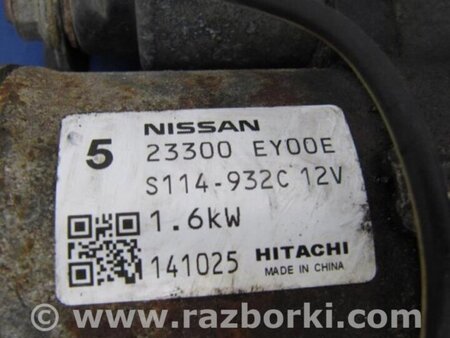 NISSAN
5 23300 EY00E
S114-932C 12V
1.6kW
141025 HITACHI
MADE IN CHINA
© www.razborki.com